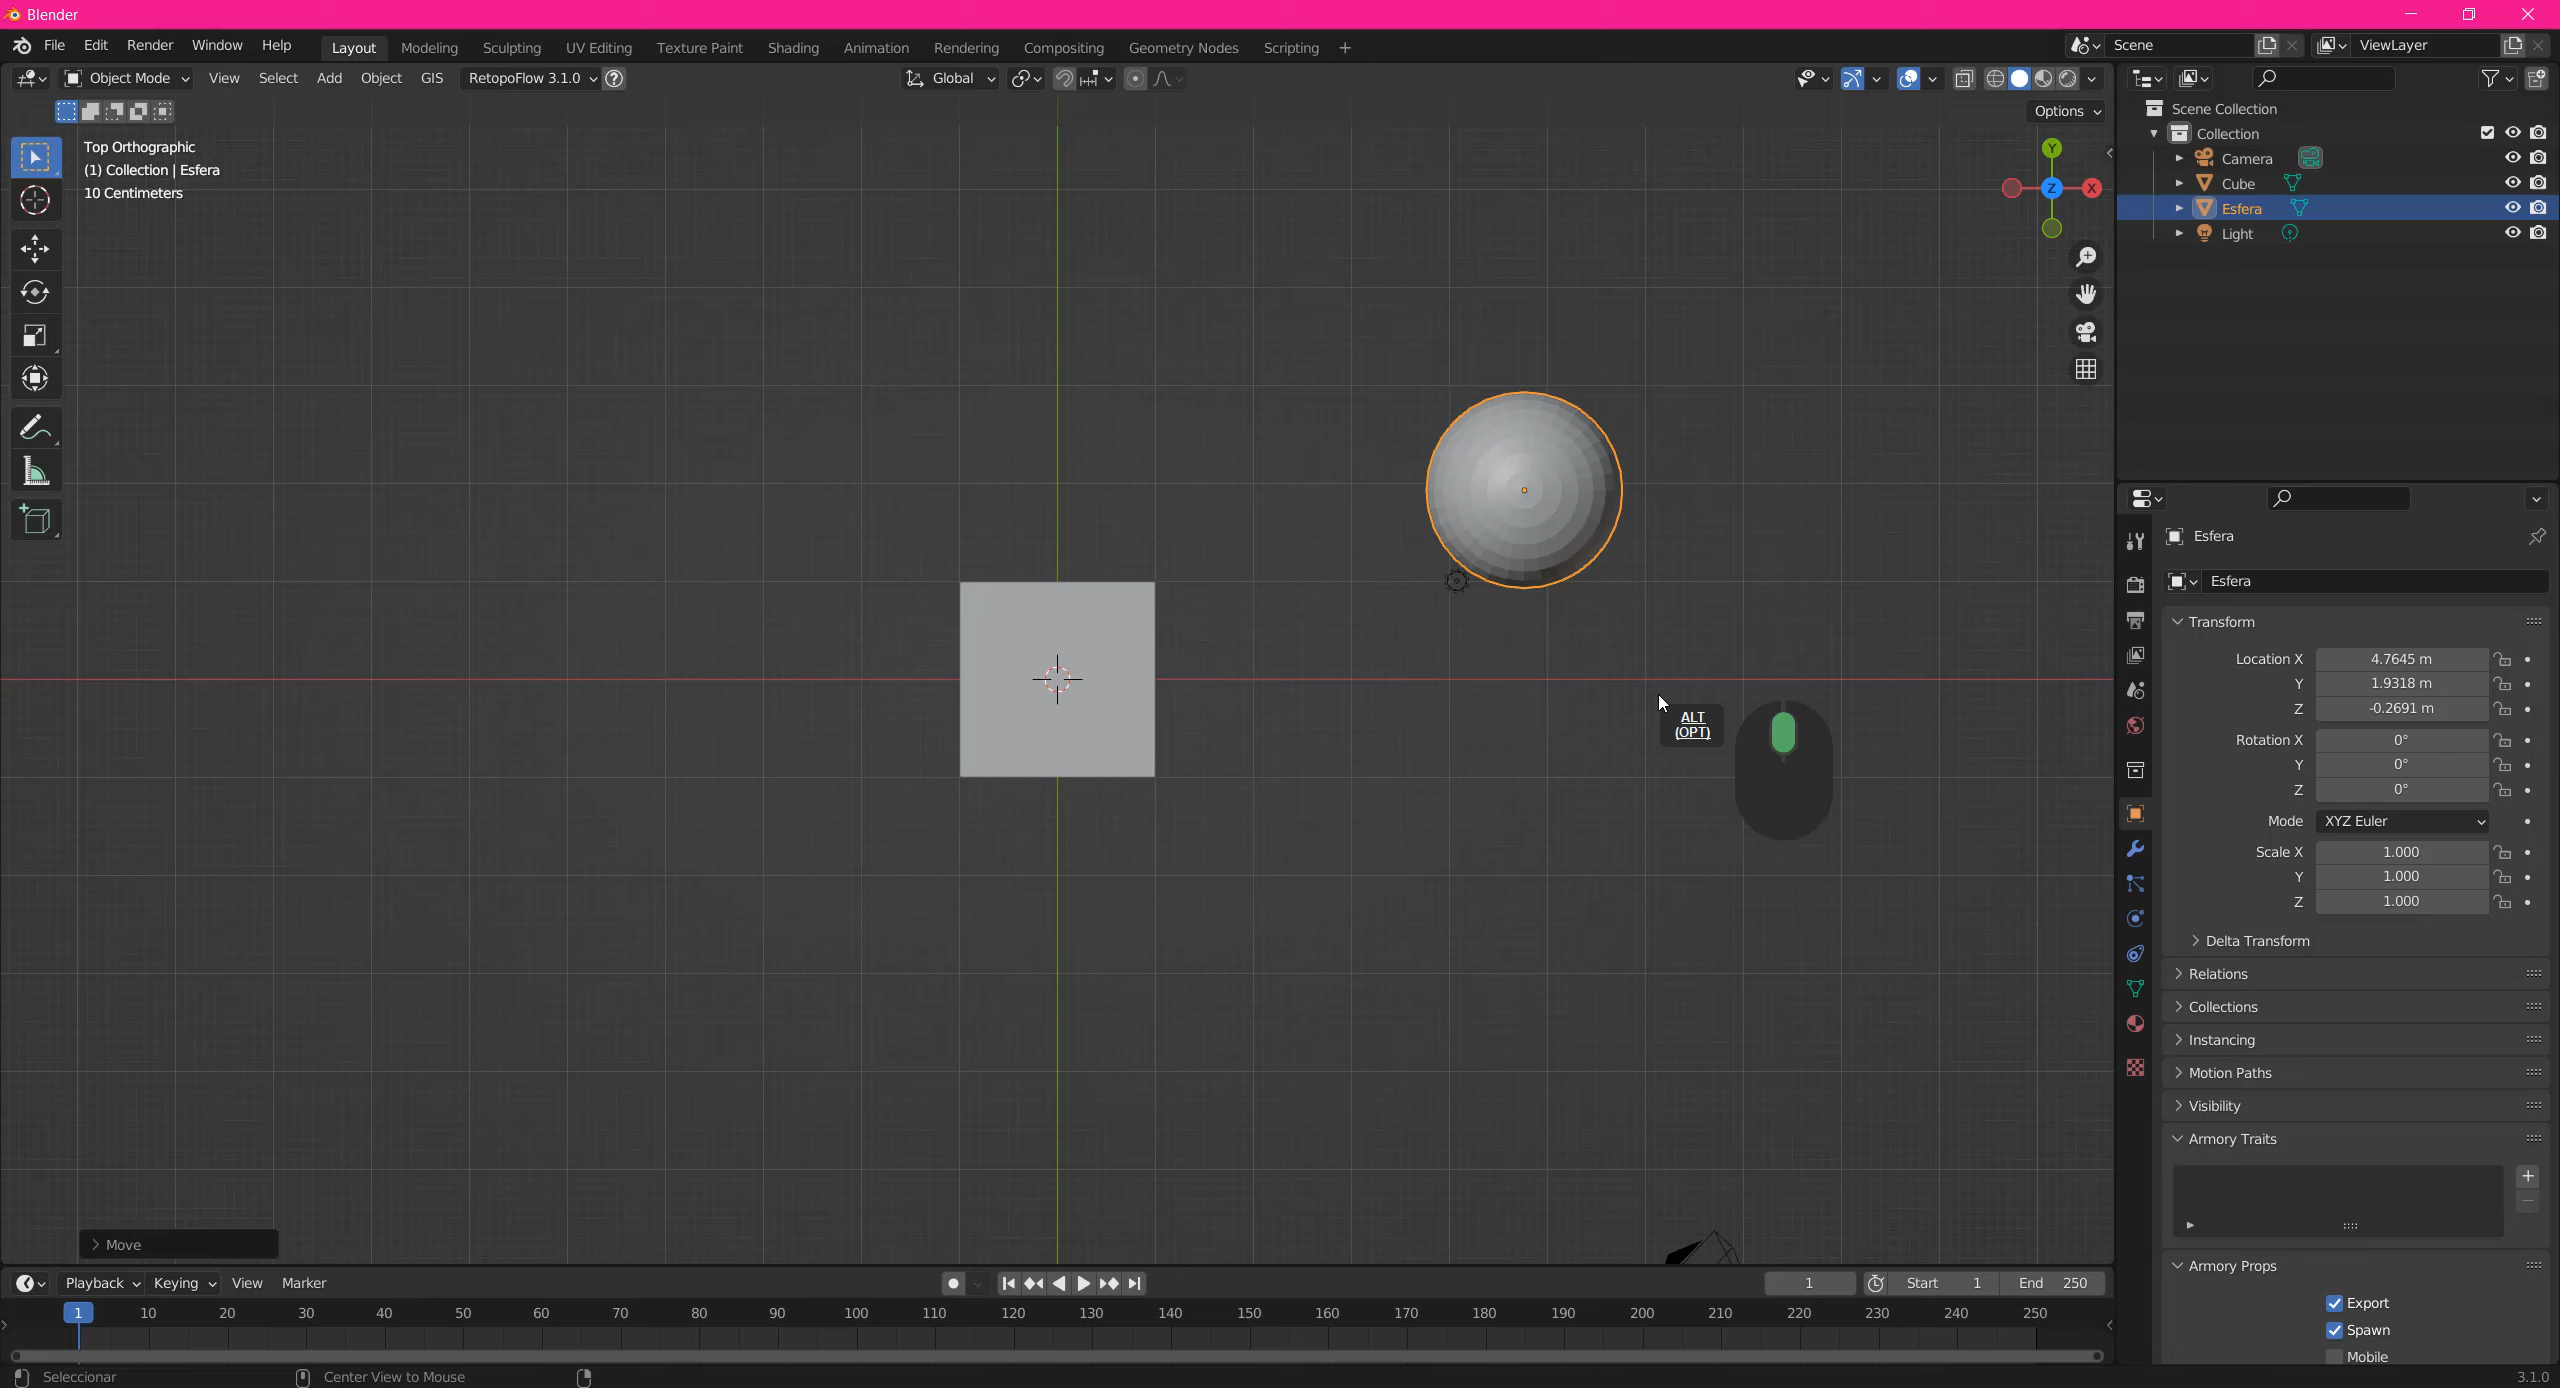 Blender
File Edit Render Window Help Layout Modeling Sculpting UV Editing Texture Paint Shading Animation Rendering Compositing Geometry Nodes Scripting + Scene ViewLayer
Object Mode View Select Add Object GIS RetopoFlow 3.1.0 Global
Options
Top Orthographic
(1) Collection | Esfera
10 Centimeters
Y
Z X
ALT
(OPT)
Move
Scene Collection
Collection
Camera
Cube
Esfera
Light
Esfera
Esfera
Transform
Location X 4.7645 m
Y 1.9318 m
Z -0.2691 m
Rotation X 0°
Y 0°
Z 0°
Mode XYZ Euler
Scale X 1.000
Y 1.000
Z 1.000
Delta Transform
Relations
Collections
Instancing
Motion Paths
Visibility
Armory Traits
Armory Props
Export
Spawn
Mobile
Playback Keying View Marker 1 Start 1 End 250
1 10 20 30 40 50 60 70 80 90 100 110 120 130 140 150 160 170 180 190 200 210 220 230 240 250
Seleccionar Center View to Mouse 3.1.0